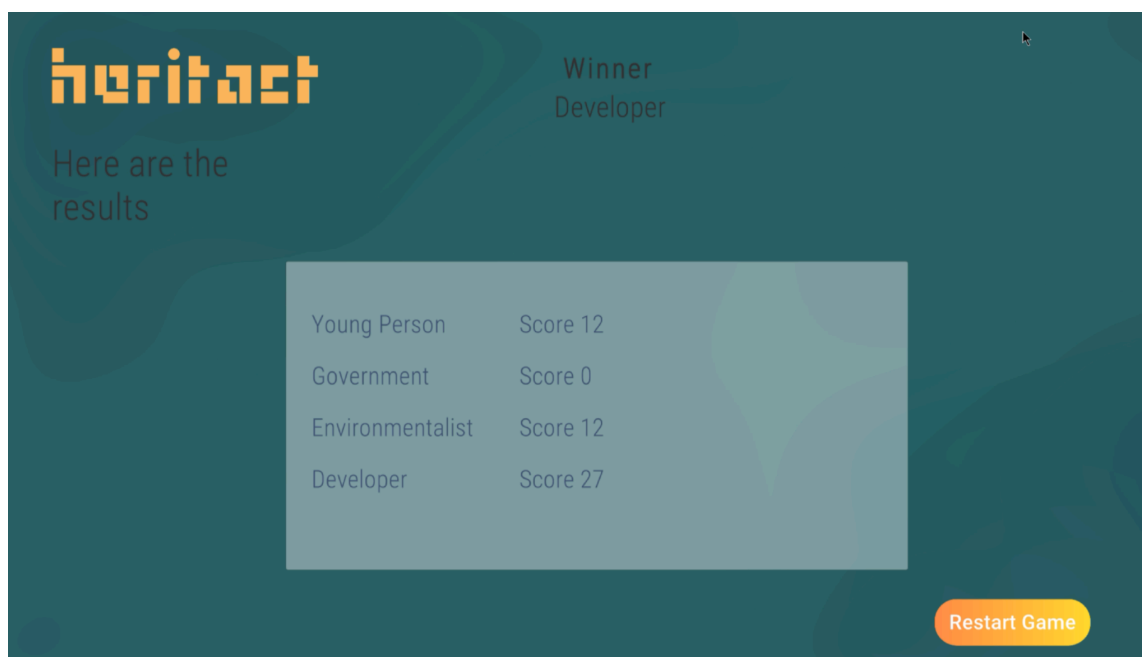 heritact
Winner
Developer
Here are the
results
Young Person Score 12
Government Score 0
Environmentalist Score 12
Developer Score 27
Restart Game